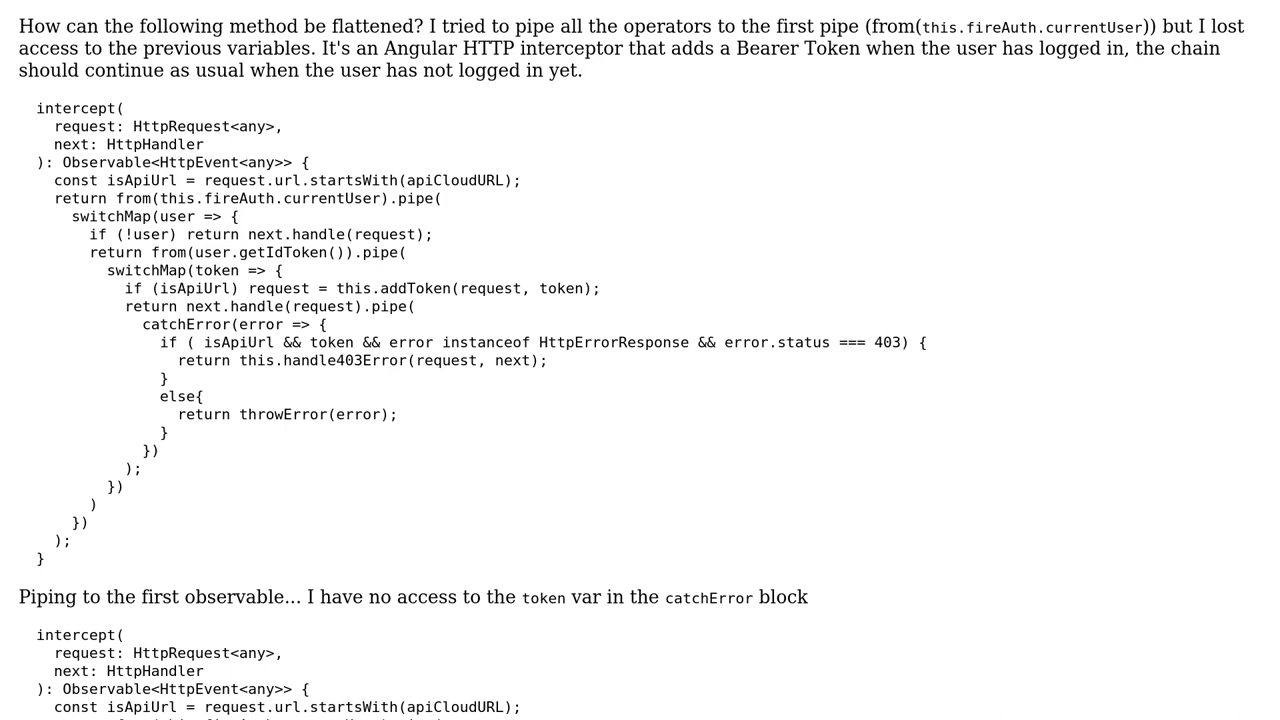 How can the following method be flattened? I tried to pipe all the operators to the first pipe (from(this.fireAuth.currentUser)) but I lost
access to the previous variables. It's an Angular HTTP interceptor that adds a Bearer Token when the user has logged in, the chain
should continue as usual when the user has not logged in yet.
intercept(
request: HttpRequest<any>,
next: HttpHandler
): Observable<HttpEvent<any>> {
const isApiUrl = request.url.startsWith(apiCloudURL);
return from(this.fireAuth.currentUser).pipe(
switchMap(user => {
if (!user) return next.handle(request);
return from(user.getIdToken()).pipe(
switchMap(token => {
if (isApiUrl) request = this.addToken(request, token);
return next.handle(request).pipe(
catchError(error => {
if ( isApiUrl && token && error instanceof HttpErrorResponse && error.status === 403) {
return this.handle403Error(request, next);
}
else{
return throwError(error);
}
})
);
})
)
})
);
}
Piping to the first observable... I have no access to the token var in the catchError block
intercept(
request: HttpRequest<any>,
next: HttpHandler
): Observable<HttpEvent<any>> {
const isApiUrl = request.url.startsWith(apiCloudURL);